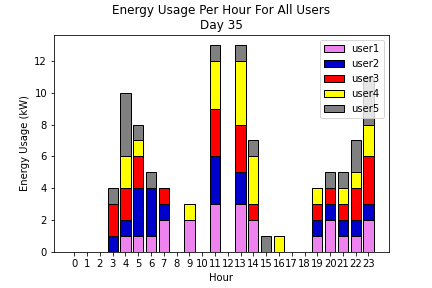 Energy Usage Per Hour For All Users
Day 35
user1
user2
user3
user4
user5
12
10
8
6
4
2
0
Energy Usage (kW)
0 1 2 3 4 5 6 7 8 9 10 11 12 13 14 15 16 17 18 19 20 21 22 23
Hour